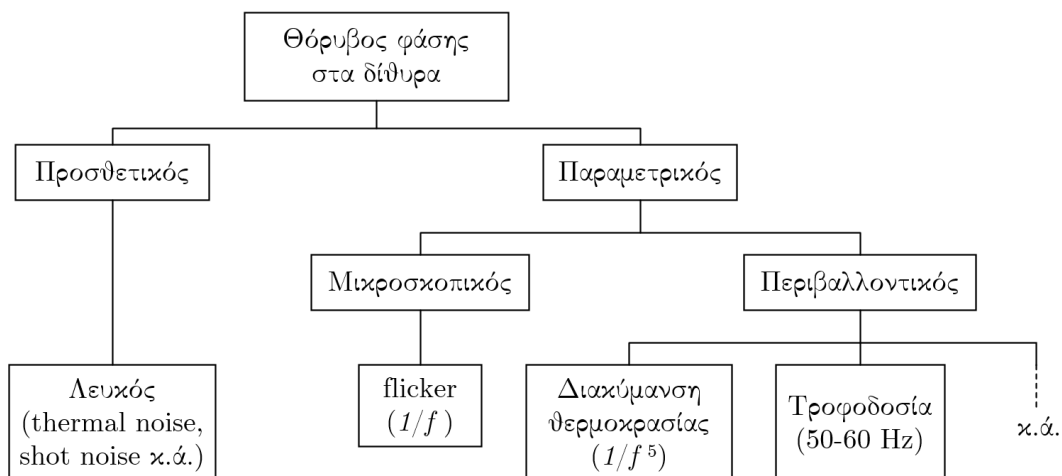 Θόρυβος φάσης
στα δίθυρα
Προσθετικός
Παραμετρικός
Μικροσκοπικός
Περιβαλλοντικός
Λευκός
(thermal noise,
shot noise κ.ά.)
flicker
(1/f)
Διακύμανση
θερμοκρασίας
(1/f⁵)
Τροφοδοσία
(50-60 Hz)
κ.ά.